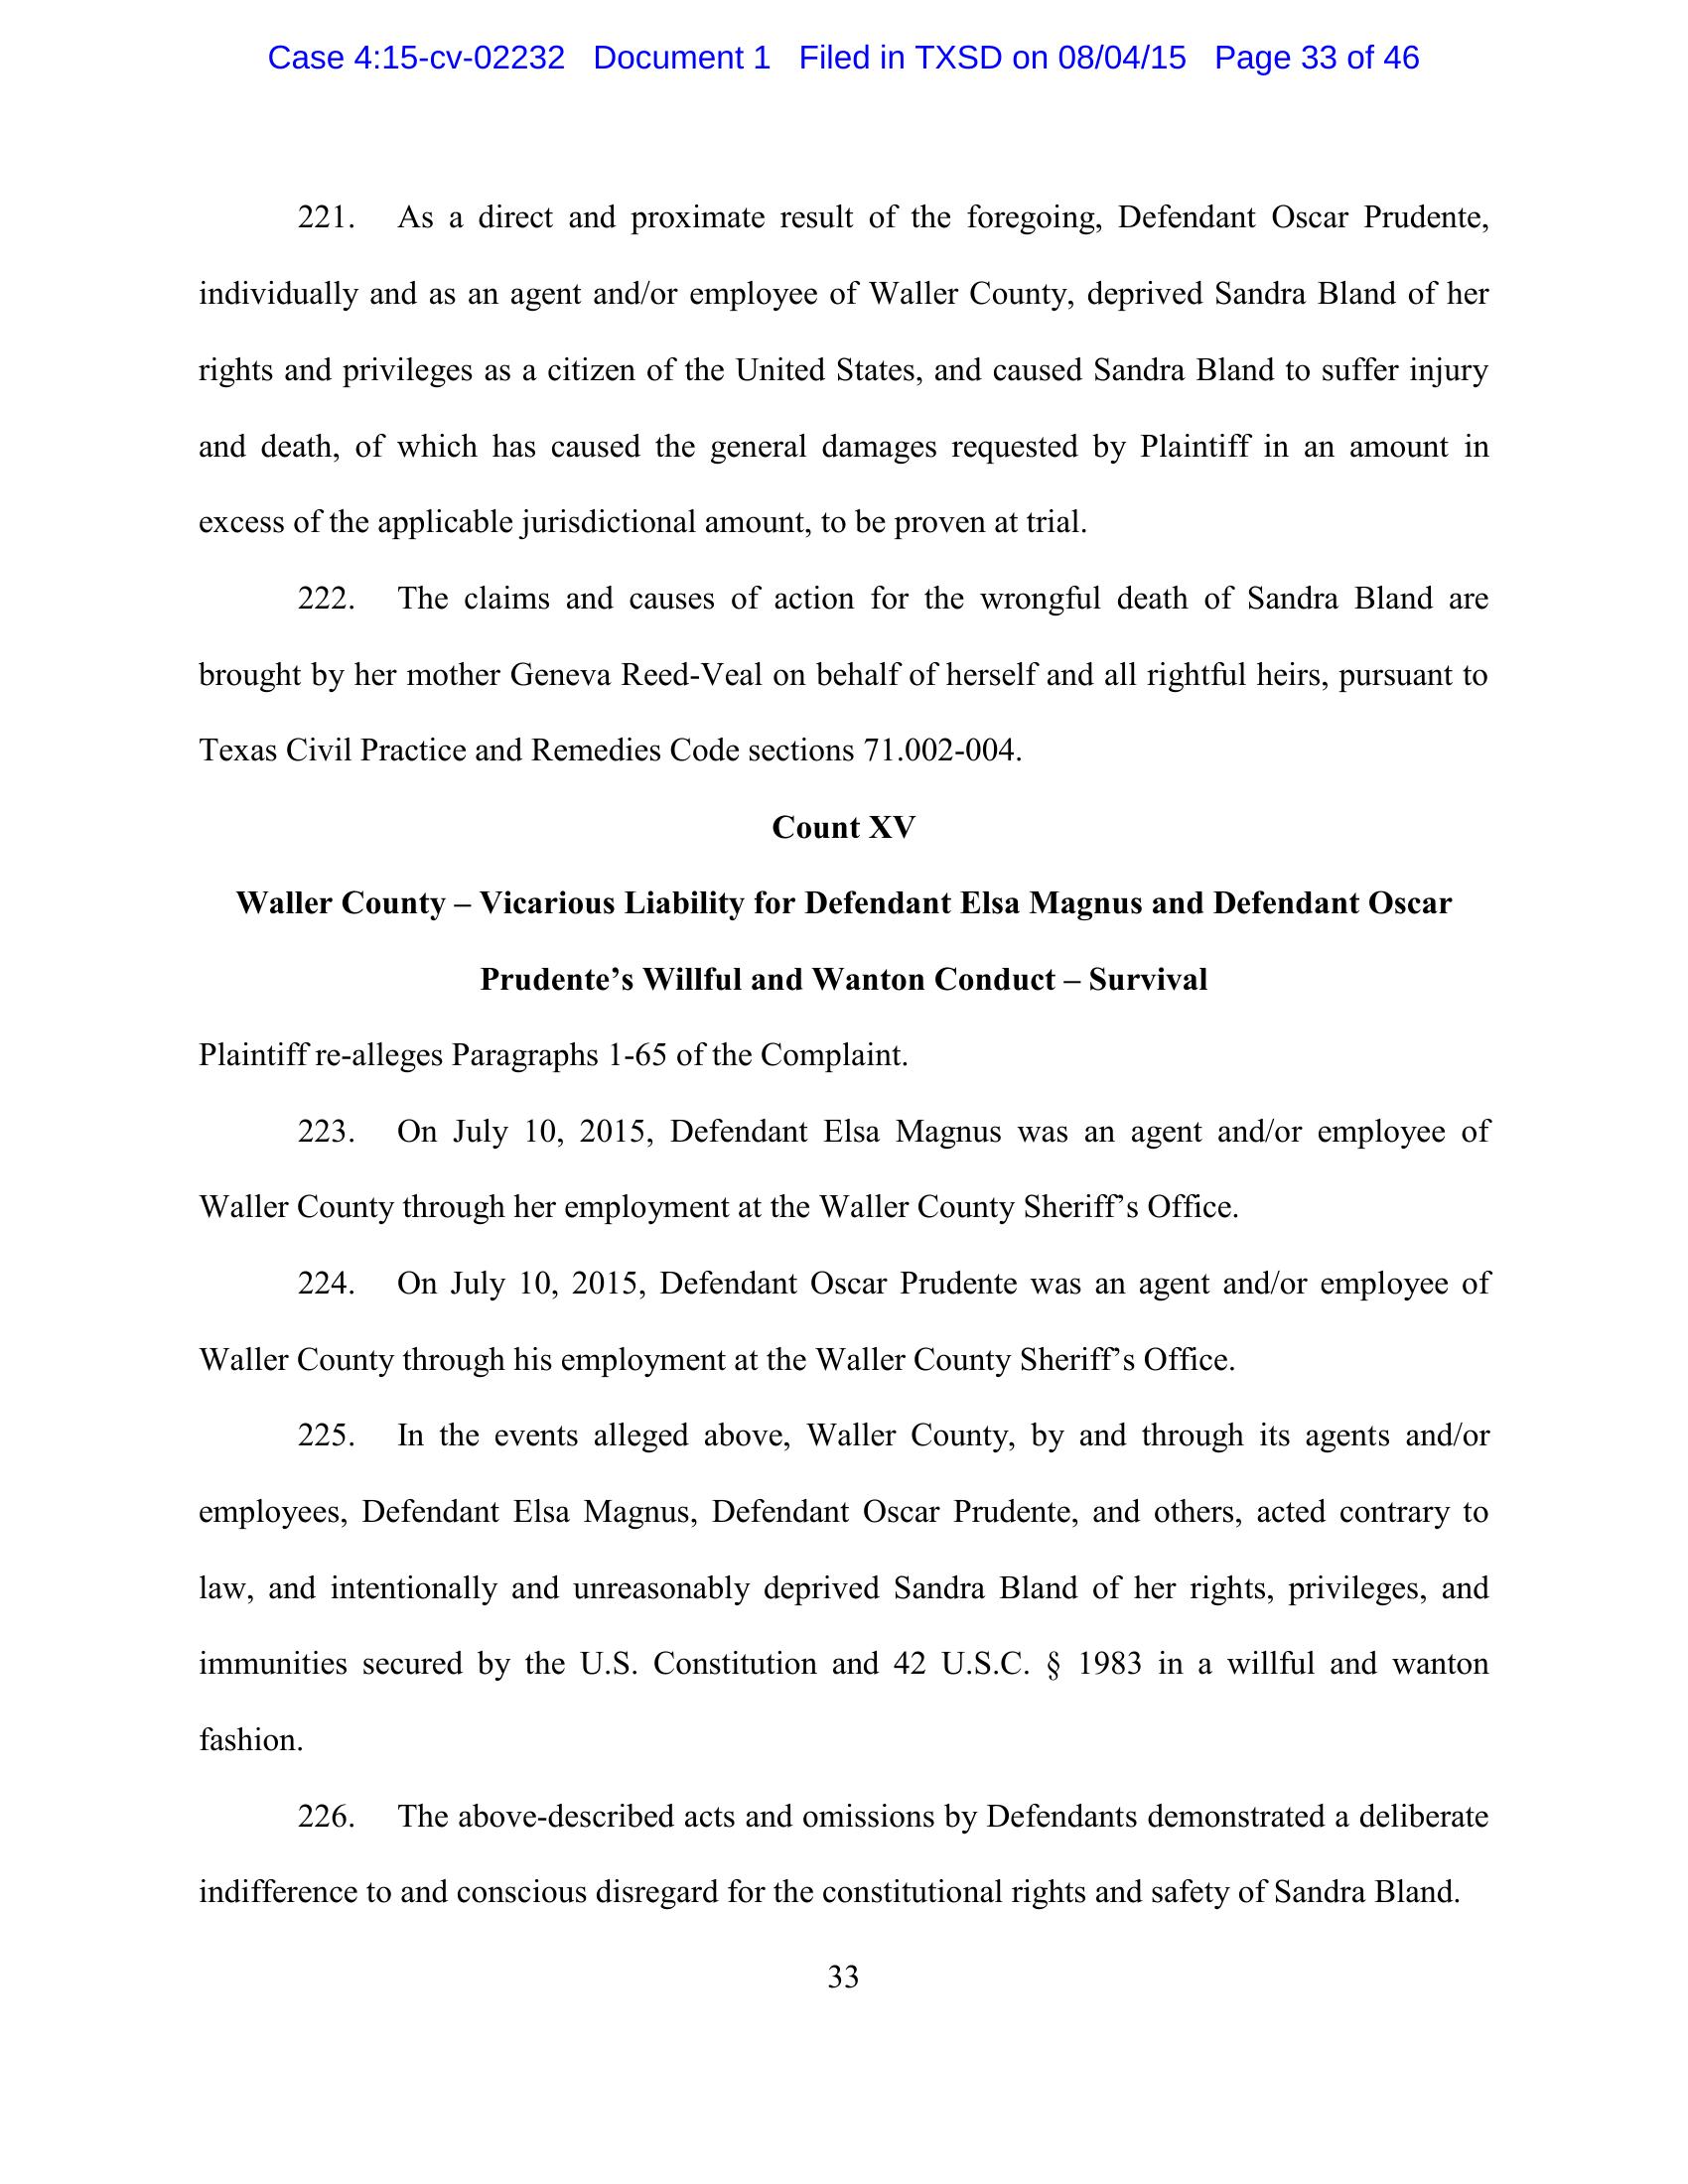 Case 4:15-cv-02232 Document 1 Filed in TXSD on 08/04/15 Page 33 of 46
221. As a direct and proximate result of the foregoing, Defendant Oscar Prudente,
individually and as an agent and/or employee of Waller County, deprived Sandra Bland of her
rights and privileges as a citizen of the United States, and caused Sandra Bland to suffer injury
and death, of which has caused the general damages requested by Plaintiff in an amount in
excess of the applicable jurisdictional amount, to be proven at trial.
222. The claims and causes of action for the wrongful death of Sandra Bland are
brought by her mother Geneva Reed-Veal on behalf of herself and all rightful heirs, pursuant to
Texas Civil Practice and Remedies Code sections 71.002-004.
Count XV
Waller County – Vicarious Liability for Defendant Elsa Magnus and Defendant Oscar
Prudente’s Willful and Wanton Conduct – Survival
Plaintiff re-alleges Paragraphs 1-65 of the Complaint.
223. On July 10, 2015, Defendant Elsa Magnus was an agent and/or employee of
Waller County through her employment at the Waller County Sheriff’s Office.
224. On July 10, 2015, Defendant Oscar Prudente was an agent and/or employee of
Waller County through his employment at the Waller County Sheriff’s Office.
225. In the events alleged above, Waller County, by and through its agents and/or
employees, Defendant Elsa Magnus, Defendant Oscar Prudente, and others, acted contrary to
law, and intentionally and unreasonably deprived Sandra Bland of her rights, privileges, and
immunities secured by the U.S. Constitution and 42 U.S.C. § 1983 in a willful and wanton
fashion.
226. The above-described acts and omissions by Defendants demonstrated a deliberate
indifference to and conscious disregard for the constitutional rights and safety of Sandra Bland.
33